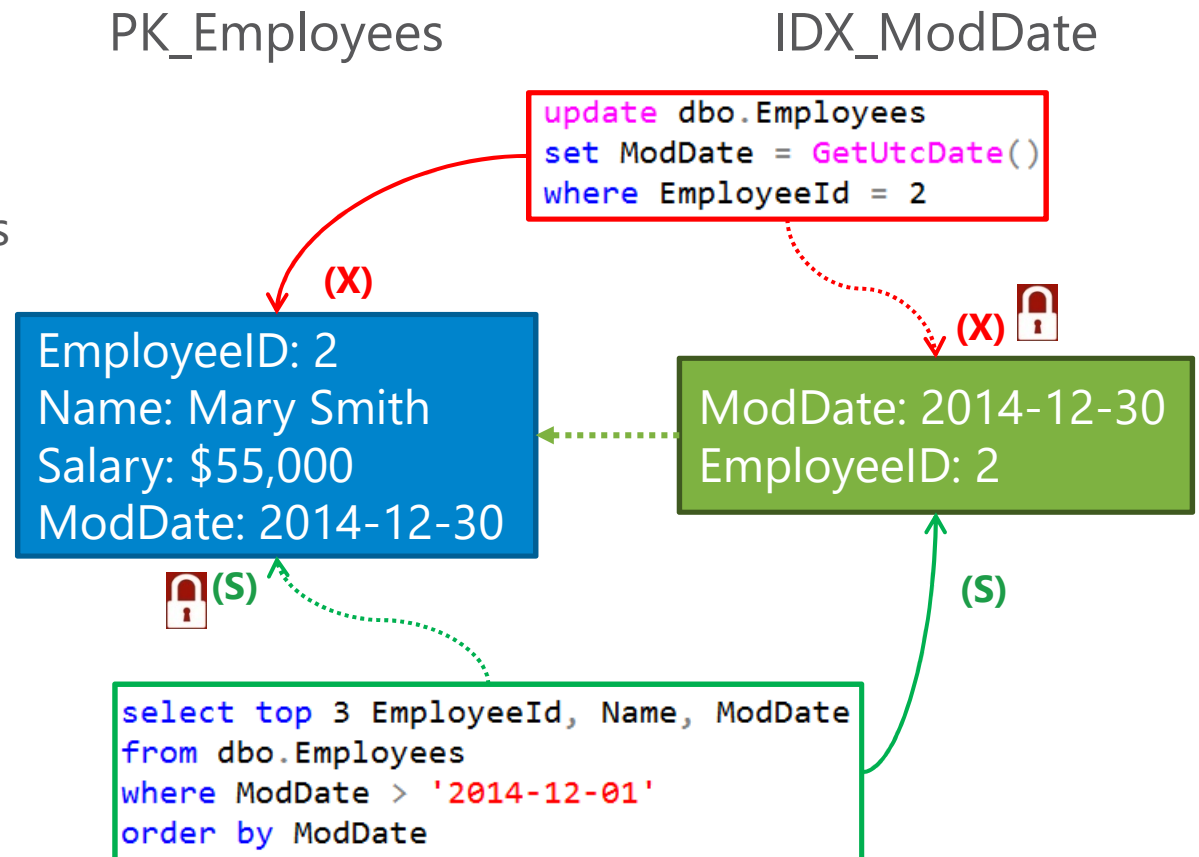 PK_Employees
IDX_ModDate
update dbo.Employees
set ModDate = GetUtcDate()
where EmployeeId = 2
s
(X)
(X)
EmployeeID: 2
Name: Mary Smith
Salary: $55,000
ModDate: 2014-12-30
ModDate: 2014-12-30
EmployeeID: 2
(S)
(S)
select top 3 EmployeeId, Name, ModDate
from dbo.Employees
where ModDate > '2014-12-01'
order by ModDate